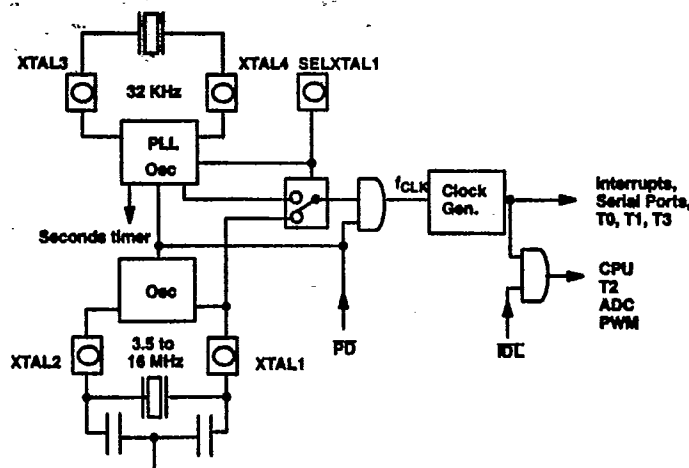 XTAL3
XTAL4
SELXTAL1
32 KHz
PLL
Osc
fCLK
Clock
Gen.
Interrupts,
Serial Ports,
T0, T1, T3
Seconds timer
Osc
CPU
T2
ADC
PWM
XTAL2
3.5 to
16 MHz
XTAL1
PD
IDL